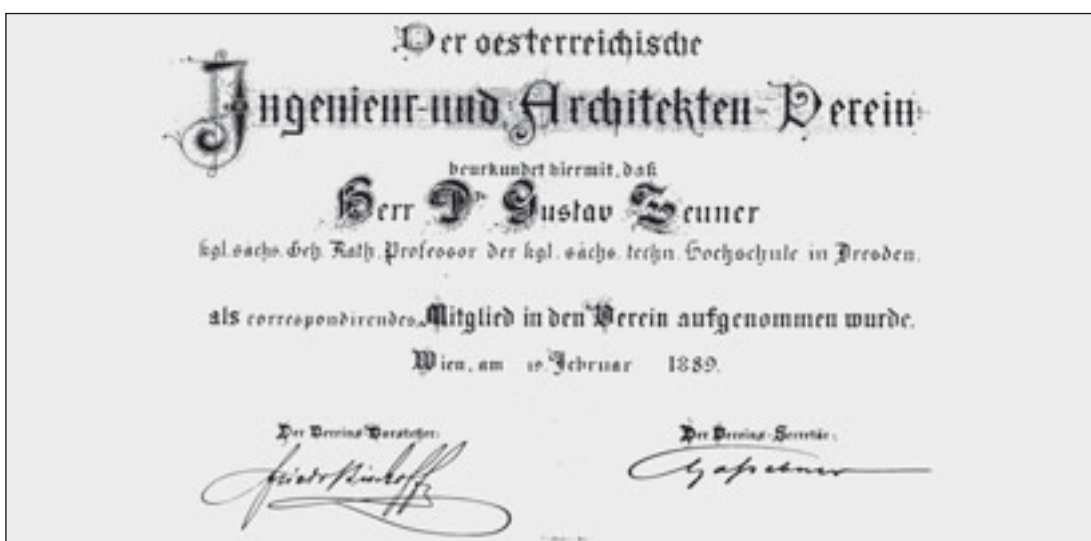 Der oesterreichische
Ingenieur- und Architekten-Verein
beurkundet hiermit, daß
Herr Dr Gustav Zeuner
kgl. sächs. Geh. Rath, Professor der kgl. sächs. techn. Hochschule in Dresden,
als correspondirendes Mitglied in den Verein aufgenommen wurde.
Wien, am Februar 1889.
Der Vereins-Vorsteher:
Der Vereins-Secretär: